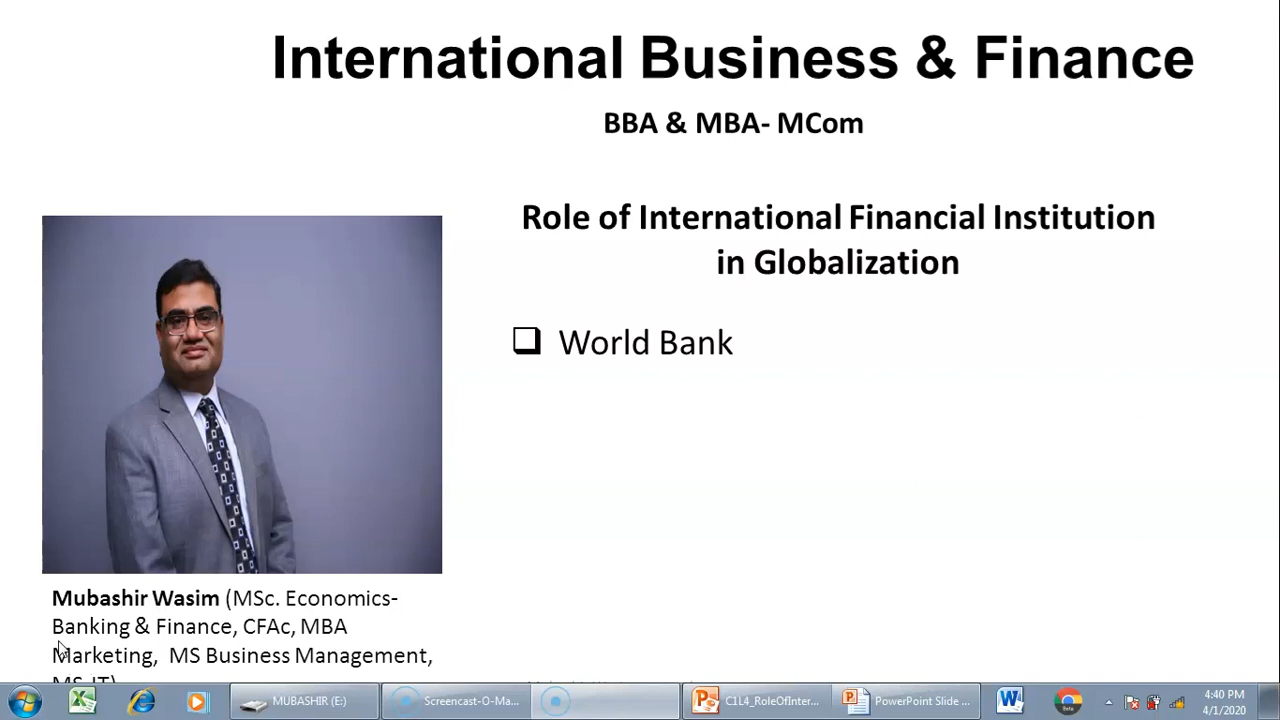 International Business & Finance
BBA & MBA- MCom
Role of International Financial Institution
in Globalization
World Bank
Mubashir Wasim (MSc. Economics-
Banking & Finance, CFAc, MBA
Marketing, MS Business Management,
MS-IT)
MUBASHIR (E:)
Screencast-O-Ma...
C1L4_RoleOfInter...
PowerPoint Slide ...
Beta
4:40 PM
4/1/2020